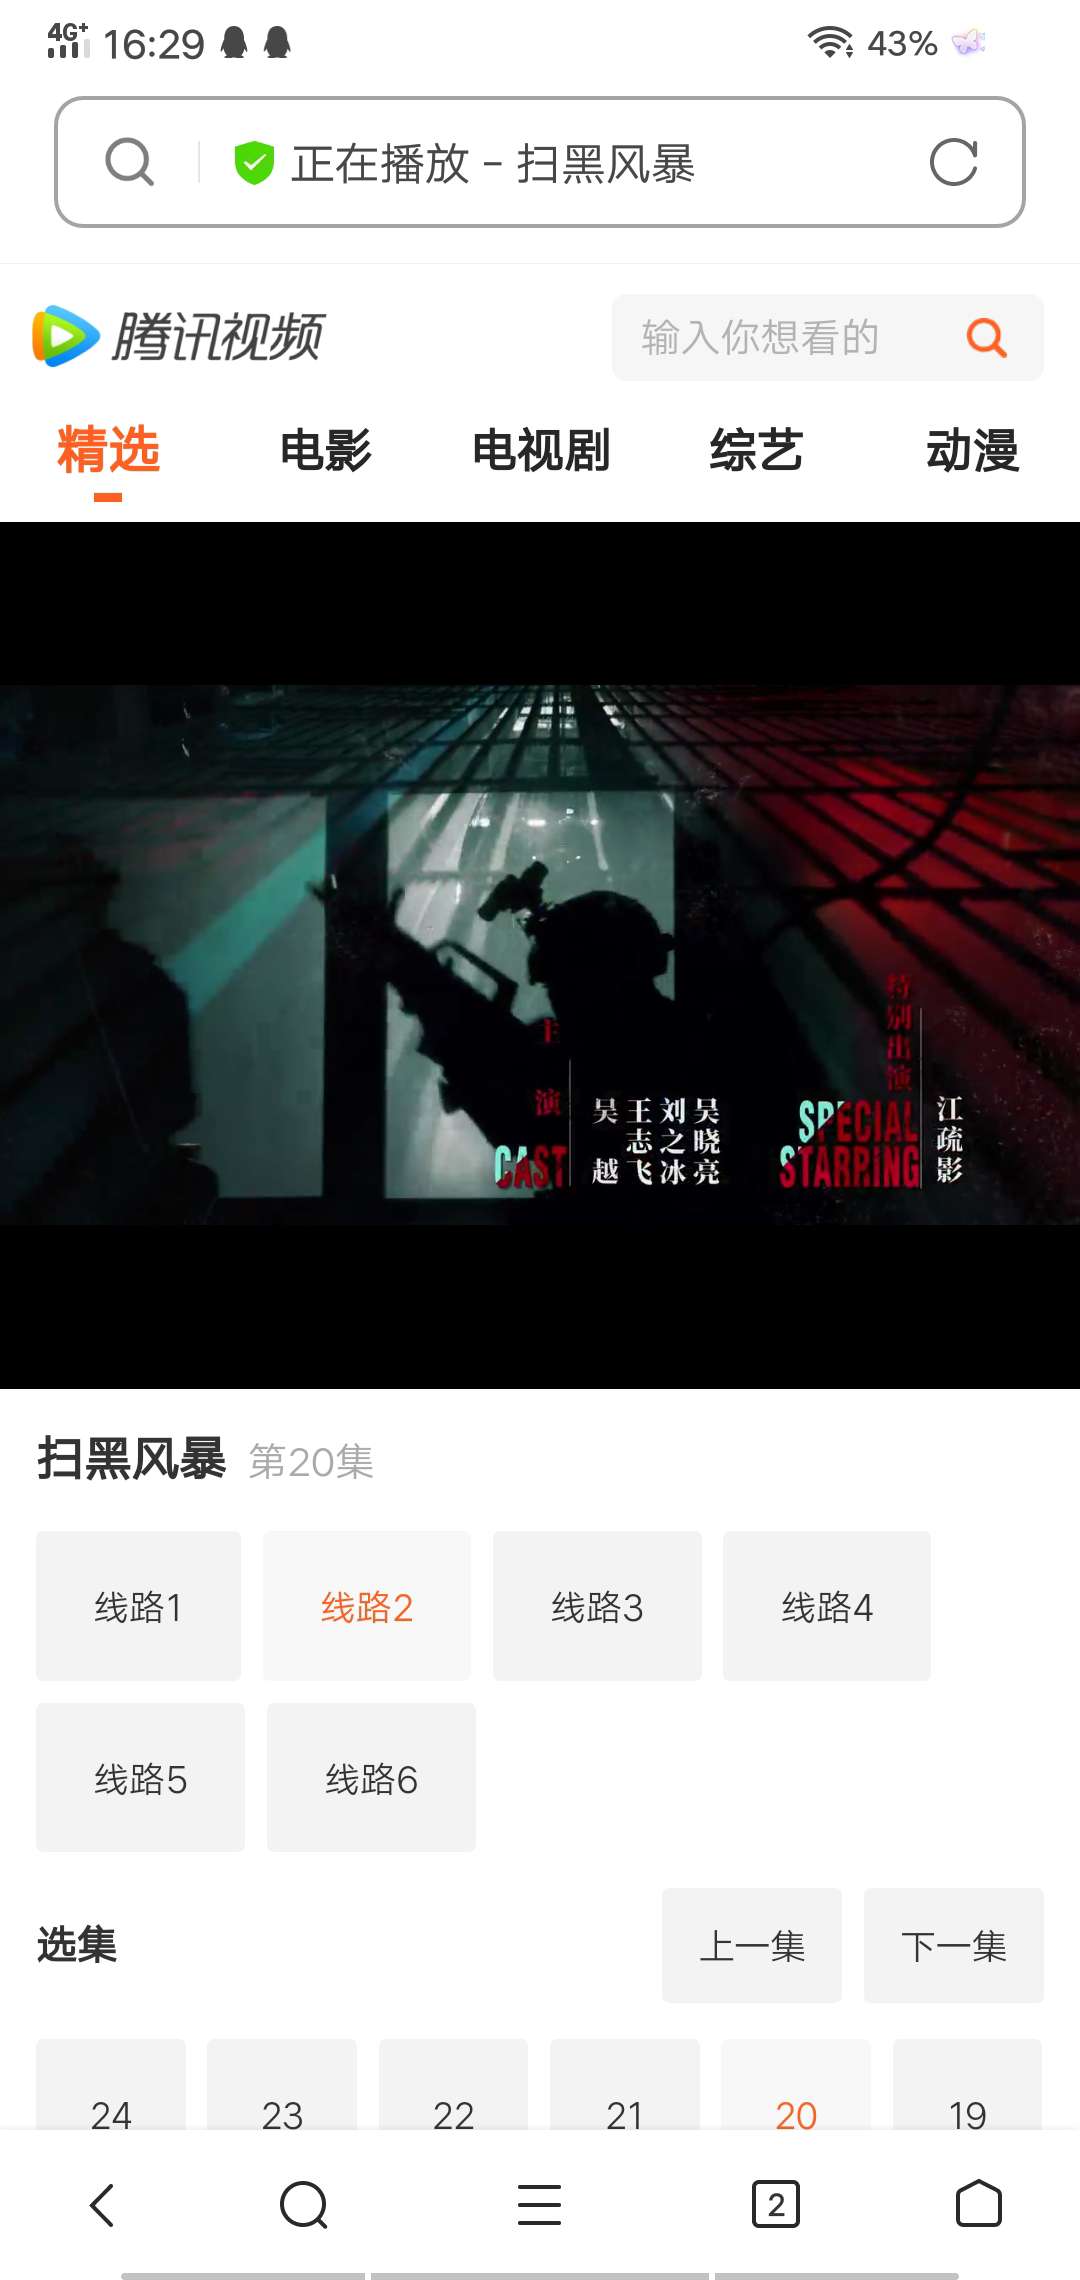 4G+ 16:29 43%
正在播放 – 扫黑风暴
腾讯视频 输入你想看的
精选 电影 电视剧 综艺 动漫
主演
CAST
吴越
王志飞
刘之冰
吴晓亮
特别出演
SPECIAL
STARRING
江疏影
扫黑风暴 第20集
线路1 线路2 线路3 线路4
线路5 线路6
选集 上一集 下一集
24 23 22 21 20 19
2